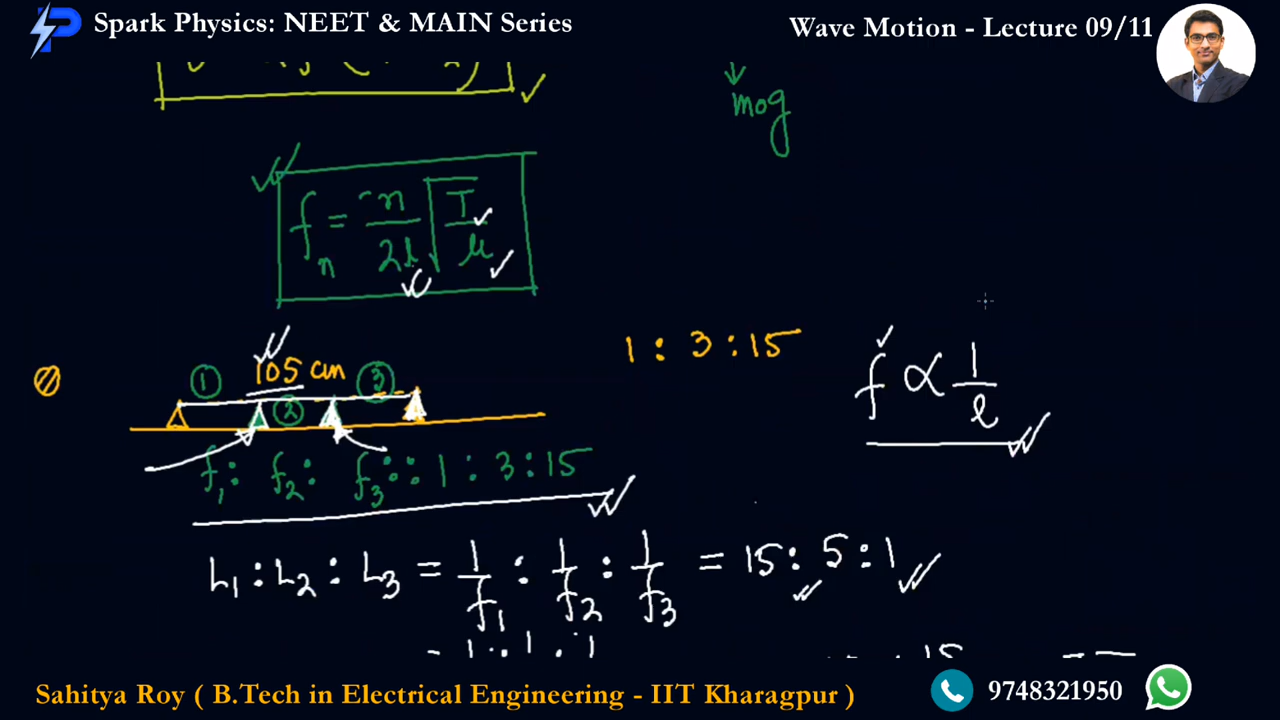 Spark Physics: NEET & MAIN Series
Wave Motion - Lecture 09/11
mog
fₙ = n/2l √T/μ
105 cm
① ② ③
1 : 3 : 15
f ∝ 1/l
f₁ : f₂ : f₃ :: 1 : 3 : 15
L₁ : L₂ : L₃ = 1/f₁ : 1/f₂ : 1/f₃ = 15 : 5 : 1
Sahitya Roy ( B.Tech in Electrical Engineering - IIT Kharagpur )
9748321950